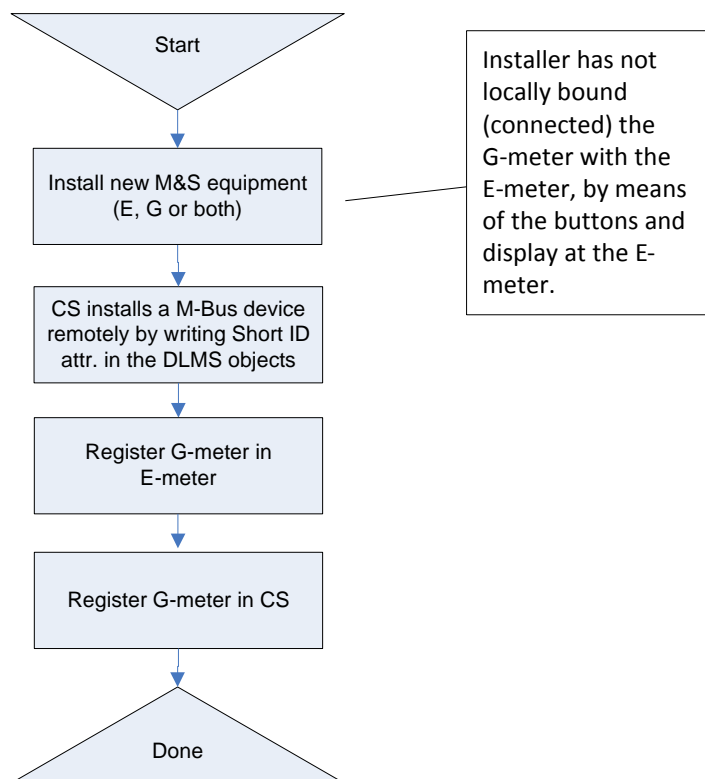 Start
Installer has not
locally bound
(connected) the
G-meter with the
E-meter, by means
of the buttons and
display at the E-
meter.
Install new M&S equipment
(E, G or both)
CS installs a M-Bus device
remotely by writing Short ID
attr. in the DLMS objects
Register G-meter in
E-meter
Register G-meter in CS
Done